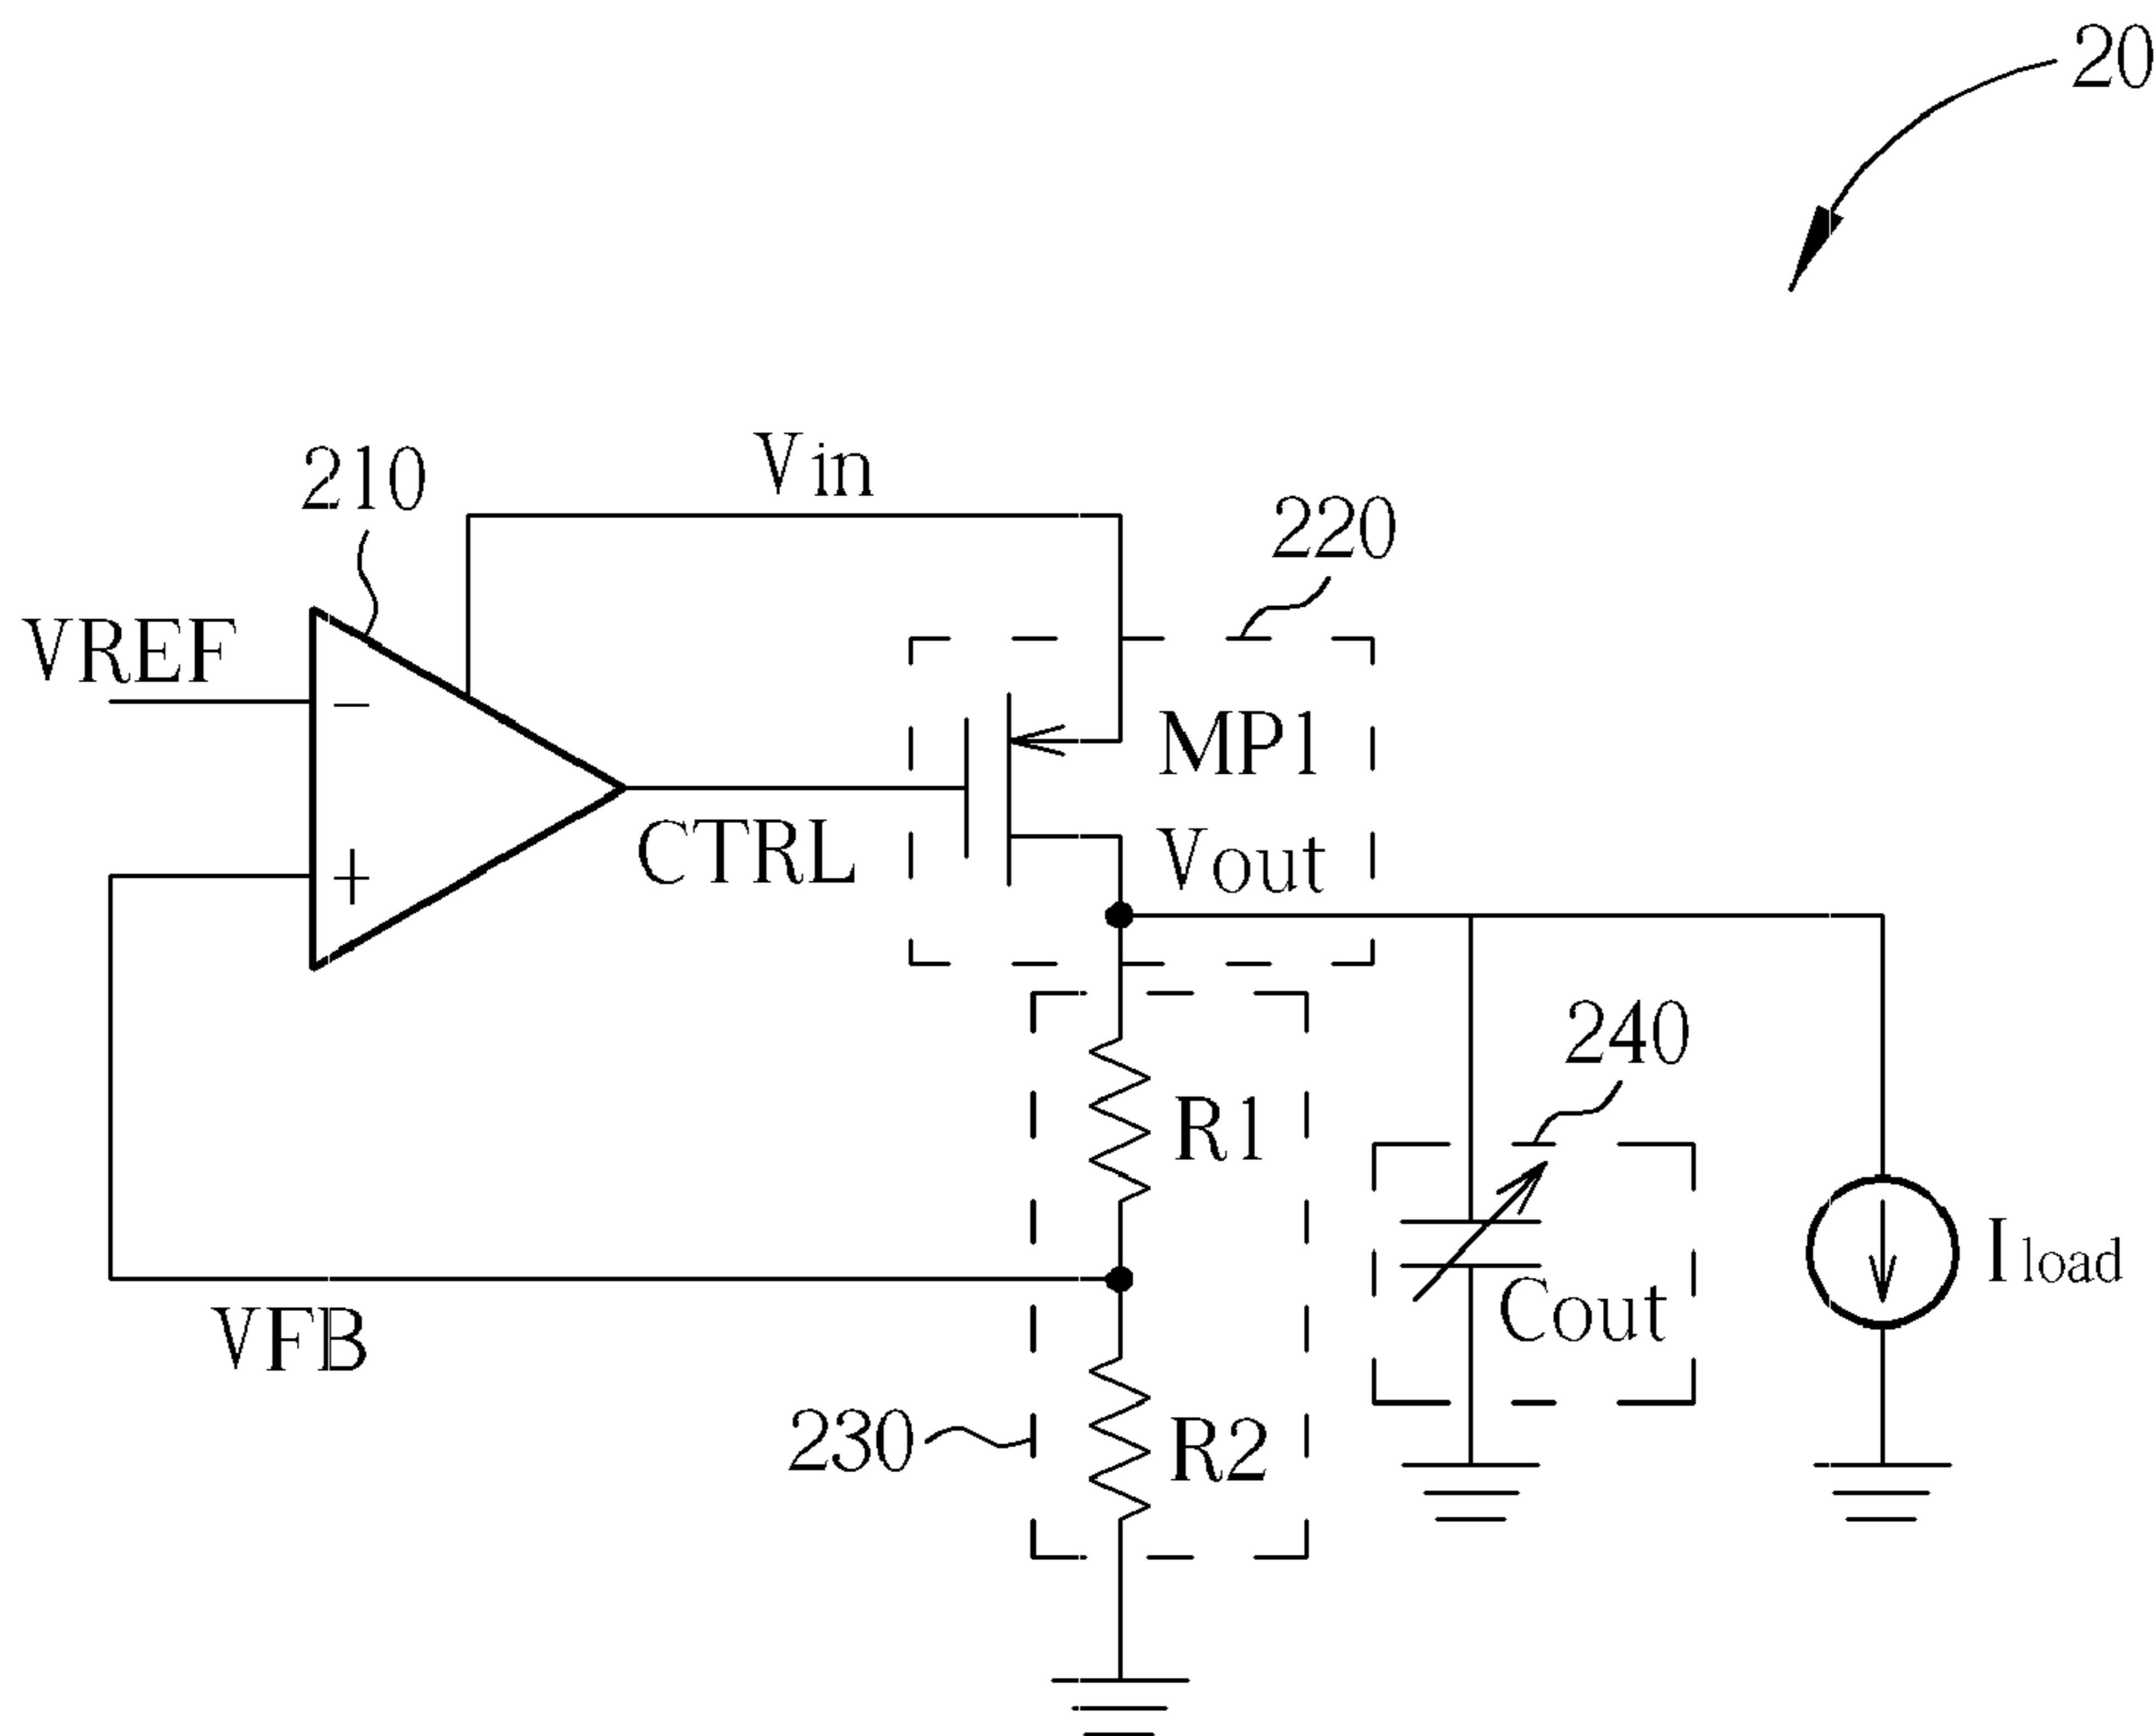 20
Vin
210
220
VREF
−
MP1
CTRL
Vout
+
240
R1
Iload
Cout
VFB
230
R2